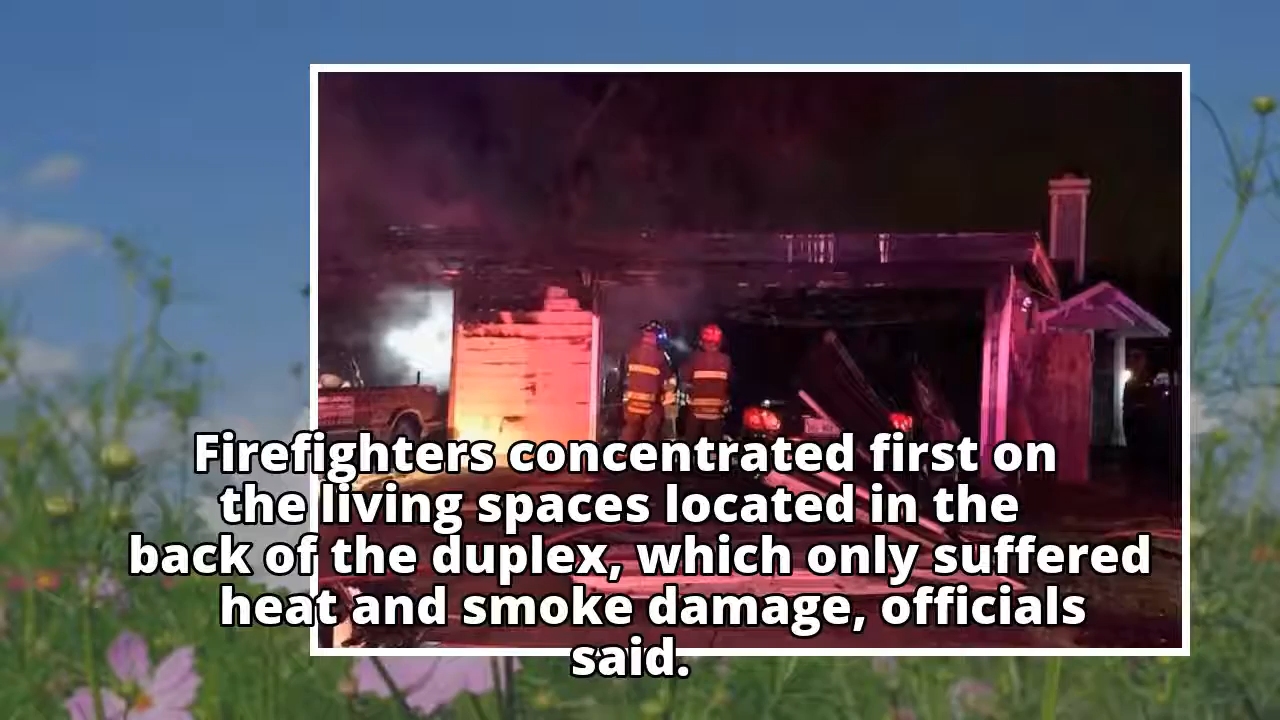 Firefighters concentrated first on
the living spaces located in the
back of the duplex, which only suffered
heat and smoke damage, officials
said.